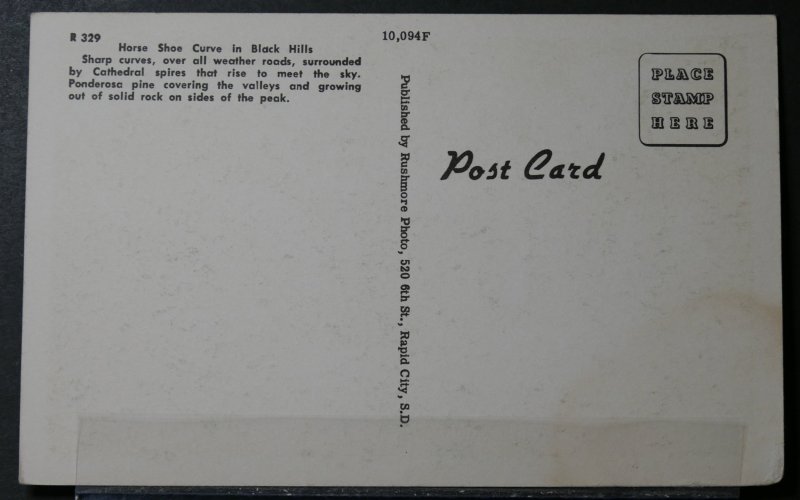 R 329
Horse Shoe Curve in Black Hills
Sharp curves, over all weather roads, surrounded
by Cathedral spires that rise to meet the sky.
Ponderosa pine covering the valleys and growing
out of solid rock on sides of the peak.
10,094F
Published by Rushmore Photo, 520 6th St., Rapid City, S.D.
PLACE
STAMP
HERE
Post Card